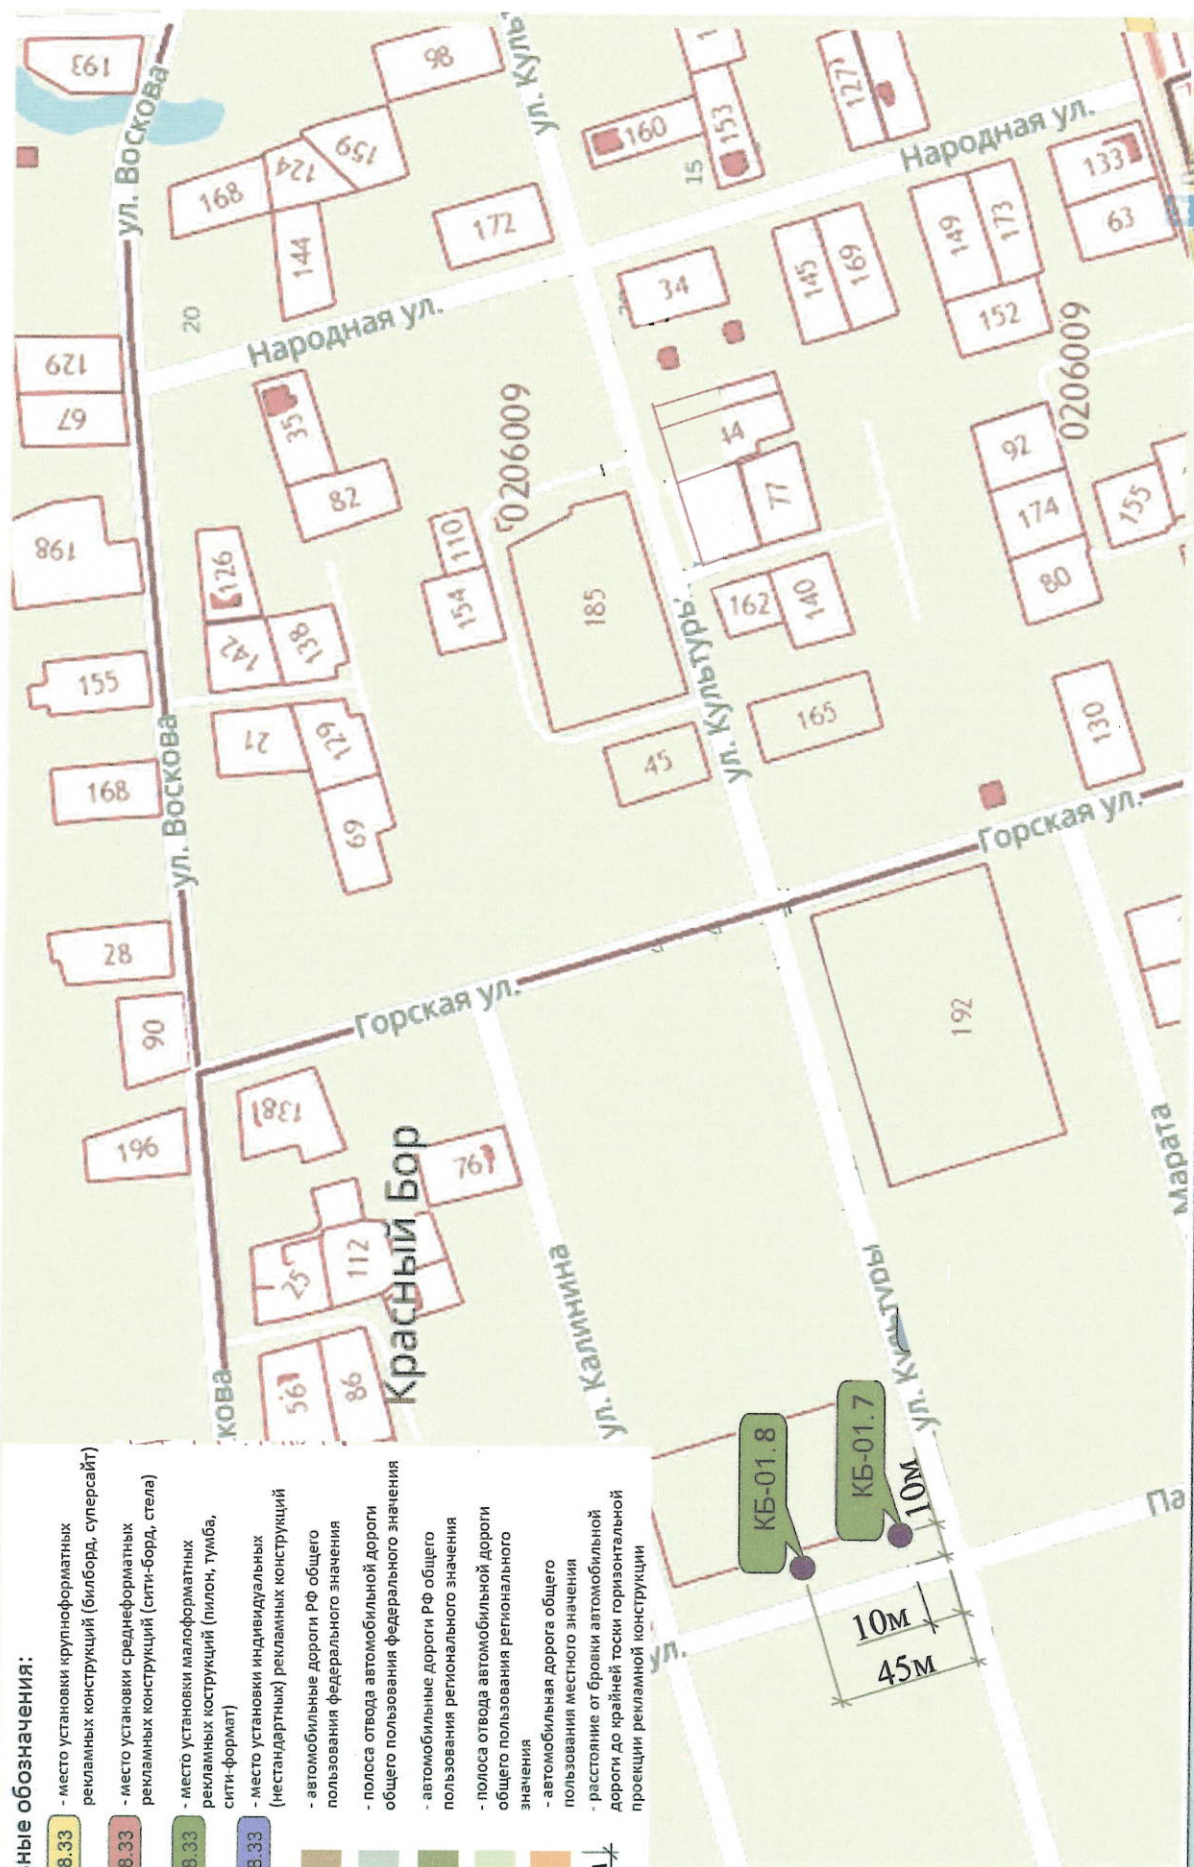 ные обозначения:
8.33
- место установки крупноформатных
рекламных конструкций (билборд, суперсайт)
8.33
- место установки среднеформатных
рекламных конструкций (сити-борд, стела)
8.33
- место установки малоформатных
рекламных кострукций (пилон, тумба,
сити-формат)
8.33
- место установки индивидуальных
(нестандартных) рекламных конструкций
- автомобильные дороги РФ общего
пользования федерального значения
- полоса отвода автомобильной дороги
общего пользования федерального значения
- автомобильные дороги РФ общего
пользования регионального значения
- полоса отвода автомобильной дороги
общего пользования регионального
значения
- автомобильная дорога общего
пользования местного значения
- расстояние от бровки автомобильной
дороги до крайней тоски горизонтальной
проекции рекламной конструкции
193
ул. Воскова
98
ул. Куль
160
153
127
15
Народная ул.
133
63
168
124
159
144
172
20
Народная ул.
34
145
169
149
173
152
0206009
129
67
35
82
0206009
44
77
92
174
155
80
198
126
142
138
110
154
185
162
140
ул. Культуры
155
21
129
69
168
ул. Воскова
45
165
130
Горская ул.
28
90
Горская ул.
192
196
138
76
Красный Бор
25
112
56
86
кова
ул. Калинина
ул. Культуры
Марата
КБ-01.8
КБ-01.7
10м
10м
45м
ул.
Па